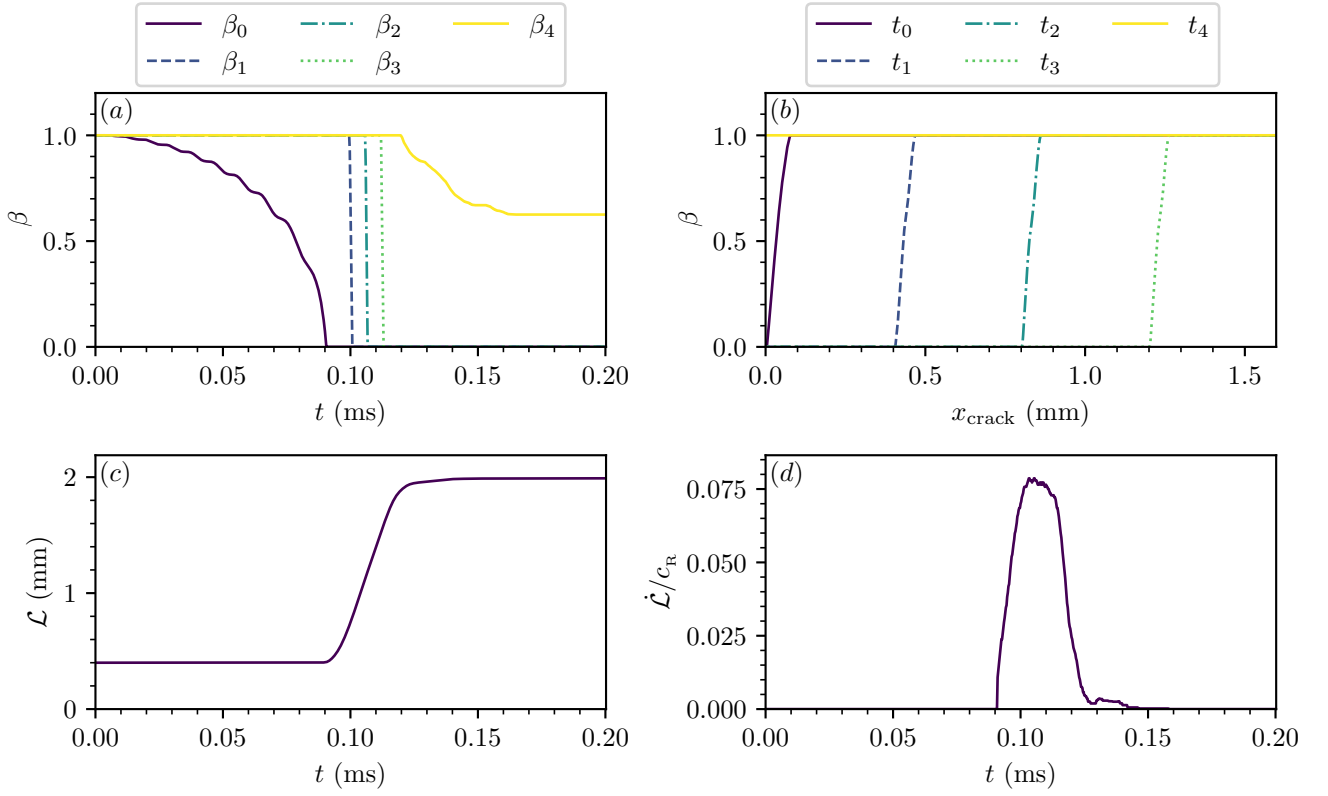 β₀ β₂ β₄
β₁ β₃
(a)
β
1.0
0.5
0.0
0.00 0.05 0.10 0.15 0.20
t (ms)
t₀ t₂ t₄
t₁ t₃
(b)
β
1.0
0.5
0.0
0.0 0.5 1.0 1.5
x_crack (mm)
(c)
ℒ (mm)
2
1
0
0.00 0.05 0.10 0.15 0.20
t (ms)
(d)
ℒ̇/c_R
0.075
0.050
0.025
0.000
0.00 0.05 0.10 0.15 0.20
t (ms)